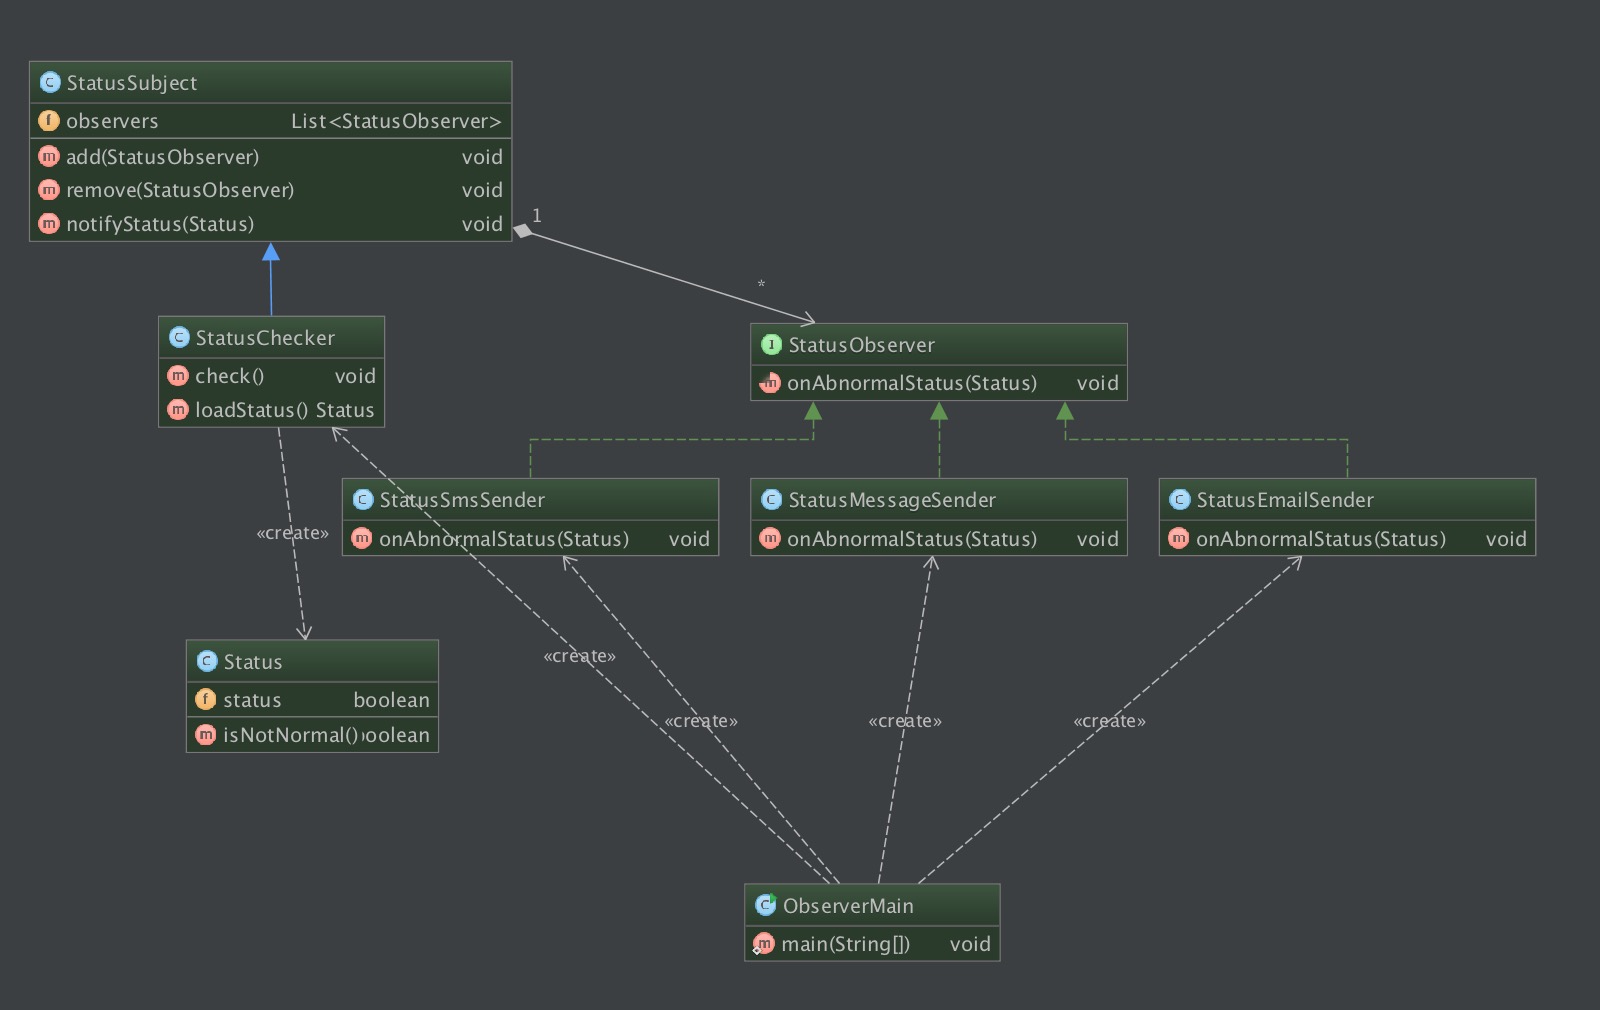 StatusSubject
observers List<StatusObserver>
add(StatusObserver) void
remove(StatusObserver) void
notifyStatus(Status) void
1
*
StatusChecker
check() void
loadStatus() Status
StatusObserver
onAbnormalStatus(Status) void
StatusSmsSender
onAbnormalStatus(Status) void
StatusMessageSender
onAbnormalStatus(Status) void
StatusEmailSender
onAbnormalStatus(Status) void
«create»
Status
status boolean
isNotNormal() boolean
«create»
«create»
«create»
«create»
ObserverMain
main(String[]) void